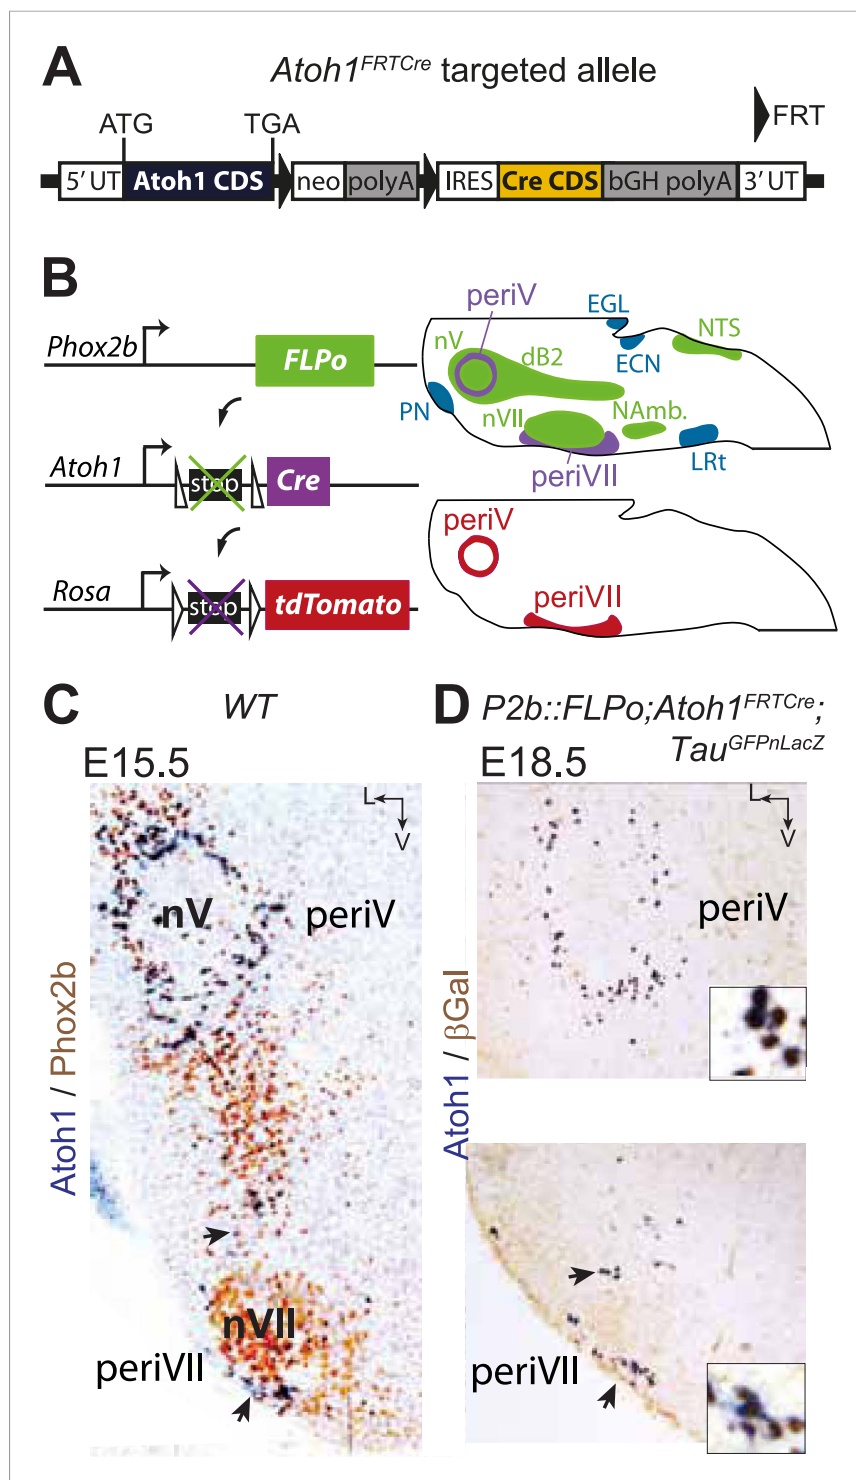 A
Atoh1FRTCre targeted allele
FRT
ATG
TGA
5' UT
Atoh1 CDS
neo
polyA
IRES
Cre CDS
bGH polyA
3' UT
B
Phox2b
FLPo
Atoh1
stop
Cre
Rosa
stop
tdTomato
periV
EGL
NTS
nV
dB2
ECN
PN
nVII
NAmb.
LRt
periVII
periV
periVII
C
WT
E15.5
Atoh1 / Phox2b
L
V
nV
periV
nVII
periVII
D
P2b::FLPo;Atoh1FRTCre;
TauGFPnLacZ
E18.5
Atoh1 / βGal
L
V
periV
periVII